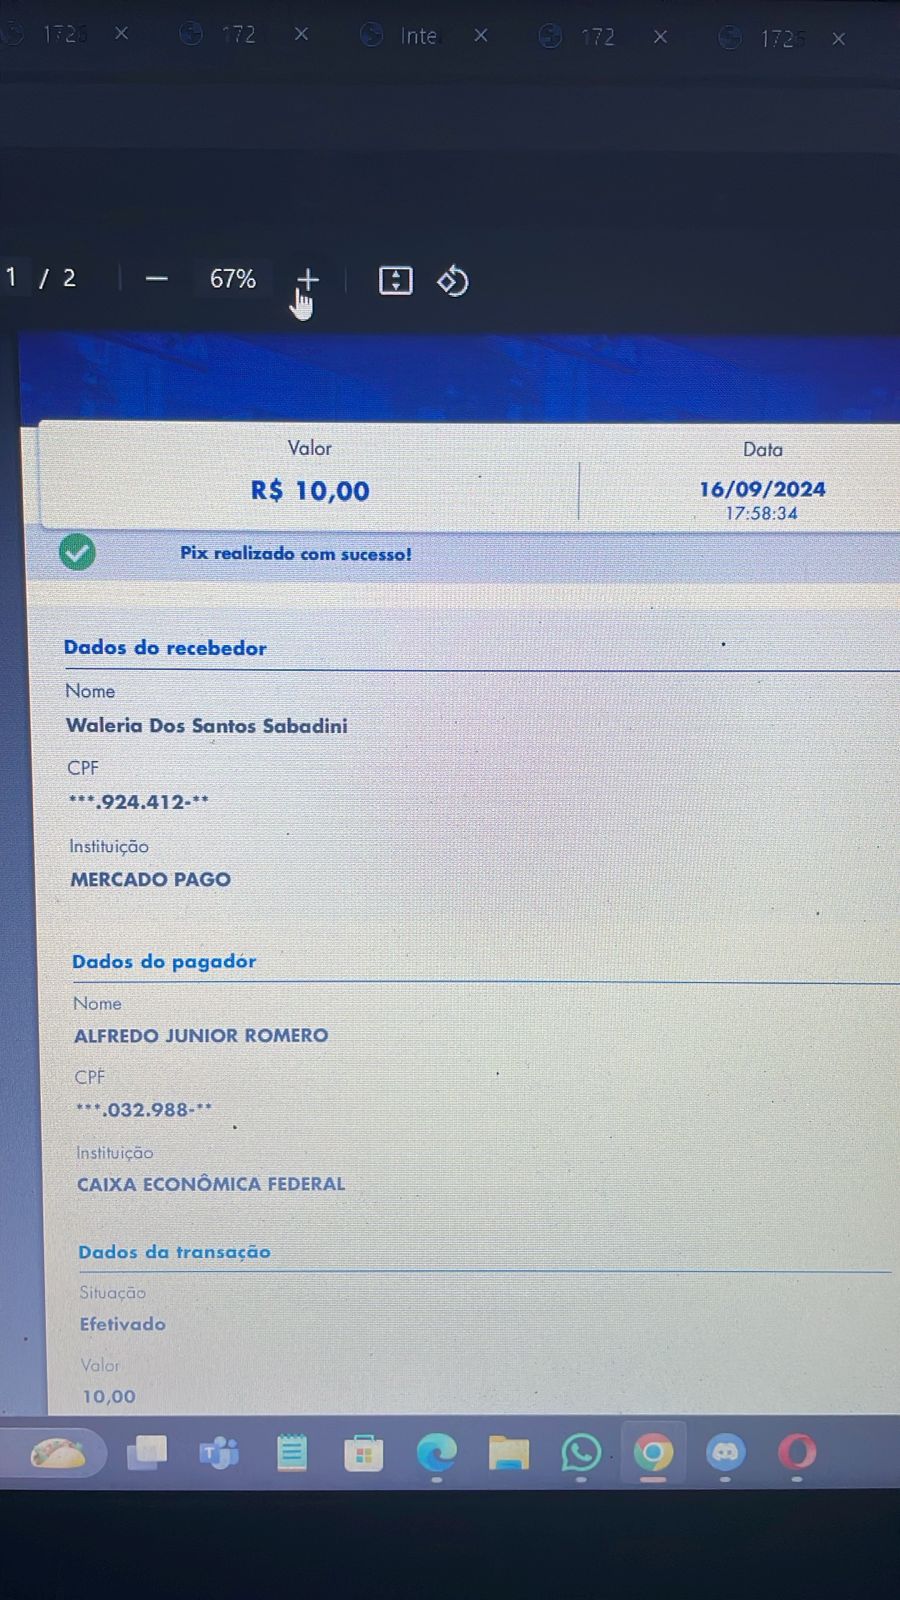 1725 × 172 × Inte × 172 × 1725 ×
1 / 2 — 67% +
Valor Data
R$ 10,00 16/09/2024
17:58:34
Pix realizado com sucesso!
Dados do recebedor
Nome
Waleria Dos Santos Sabadini
CPF
***.924.412-**
Instituição
MERCADO PAGO
Dados do pagador
Nome
ALFREDO JUNIOR ROMERO
CPF
***.032.988-**
Instituição
CAIXA ECONÔMICA FEDERAL
Dados da transação
Situação
Efetivado
Valor
10,00